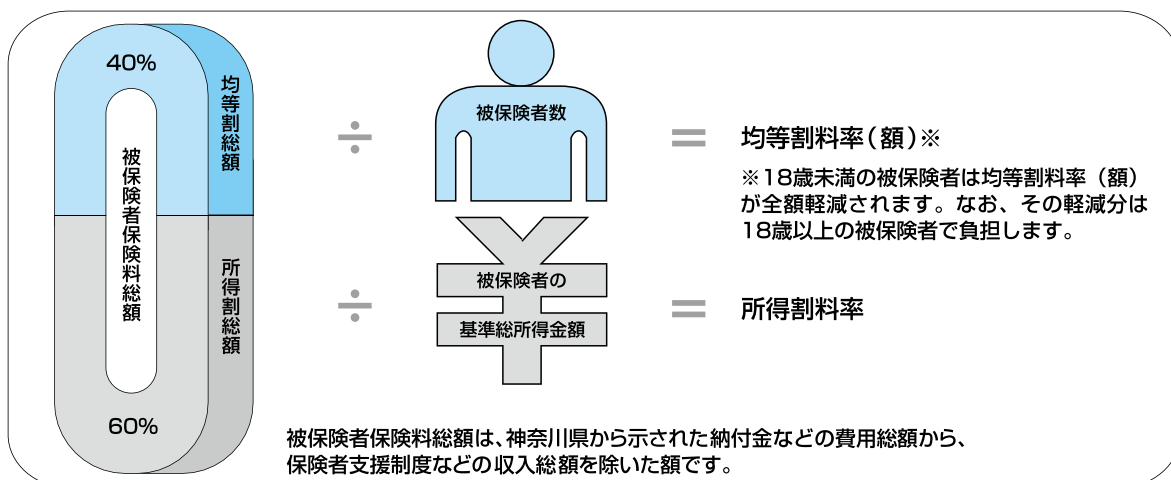 40%
均等割総額
被保険者保険料総額
所得割総額
60%
÷
被保険者数
=
均等割料率(額)※
※18歳未満の被保険者は均等割料率(額)
が全額軽減されます。なお、その軽減分は
18歳以上の被保険者で負担します。
÷
被保険者の
基準総所得金額
=
所得割料率
被保険者保険料総額は、神奈川県から示された納付金などの費用総額から、
保険者支援制度などの収入総額を除いた額です。